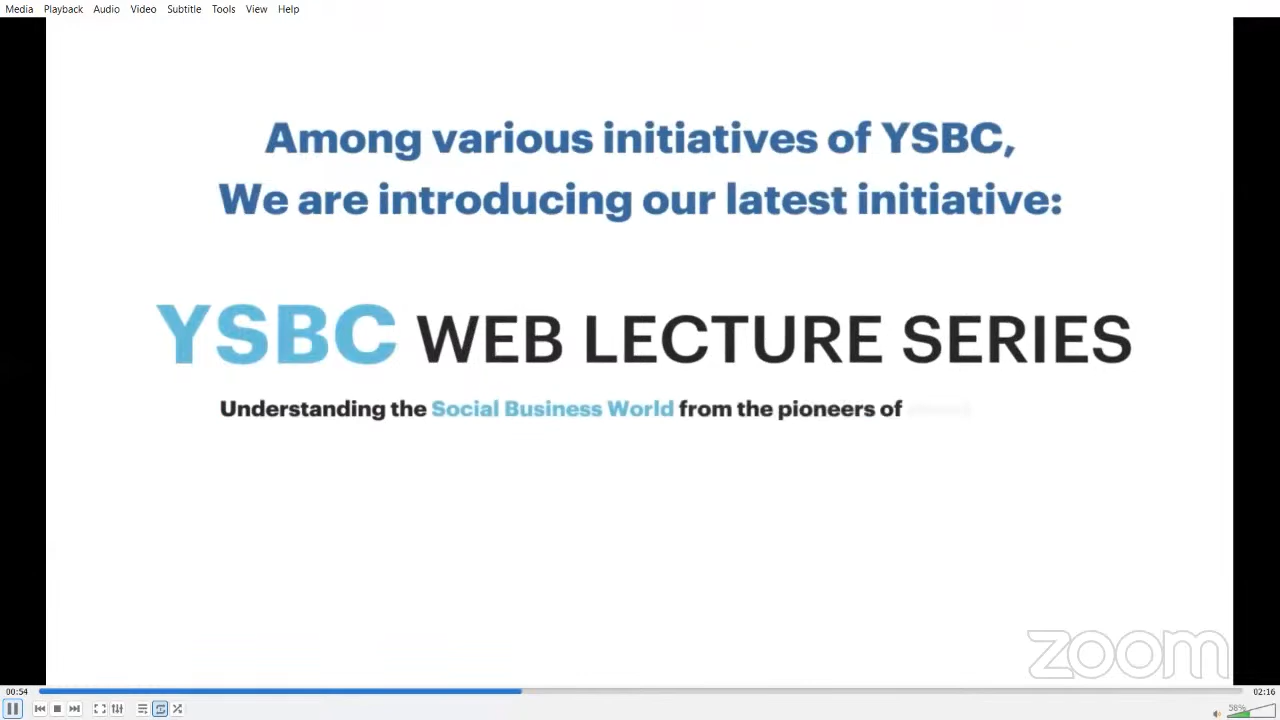 Media Playback Audio Video Subtitle Tools View Help
Among various initiatives of YSBC,
We are introducing our latest initiative:
YSBC WEB LECTURE SERIES
Understanding the Social Business World from the pioneers of
zoom
00:54
02:16
56%